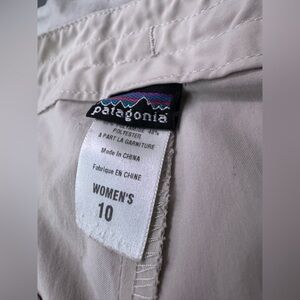 patagonia
POLYESTER
À PART LA GARNITURE
Made in CHINA
Fabriqué EN CHINE
WOMEN'S
10